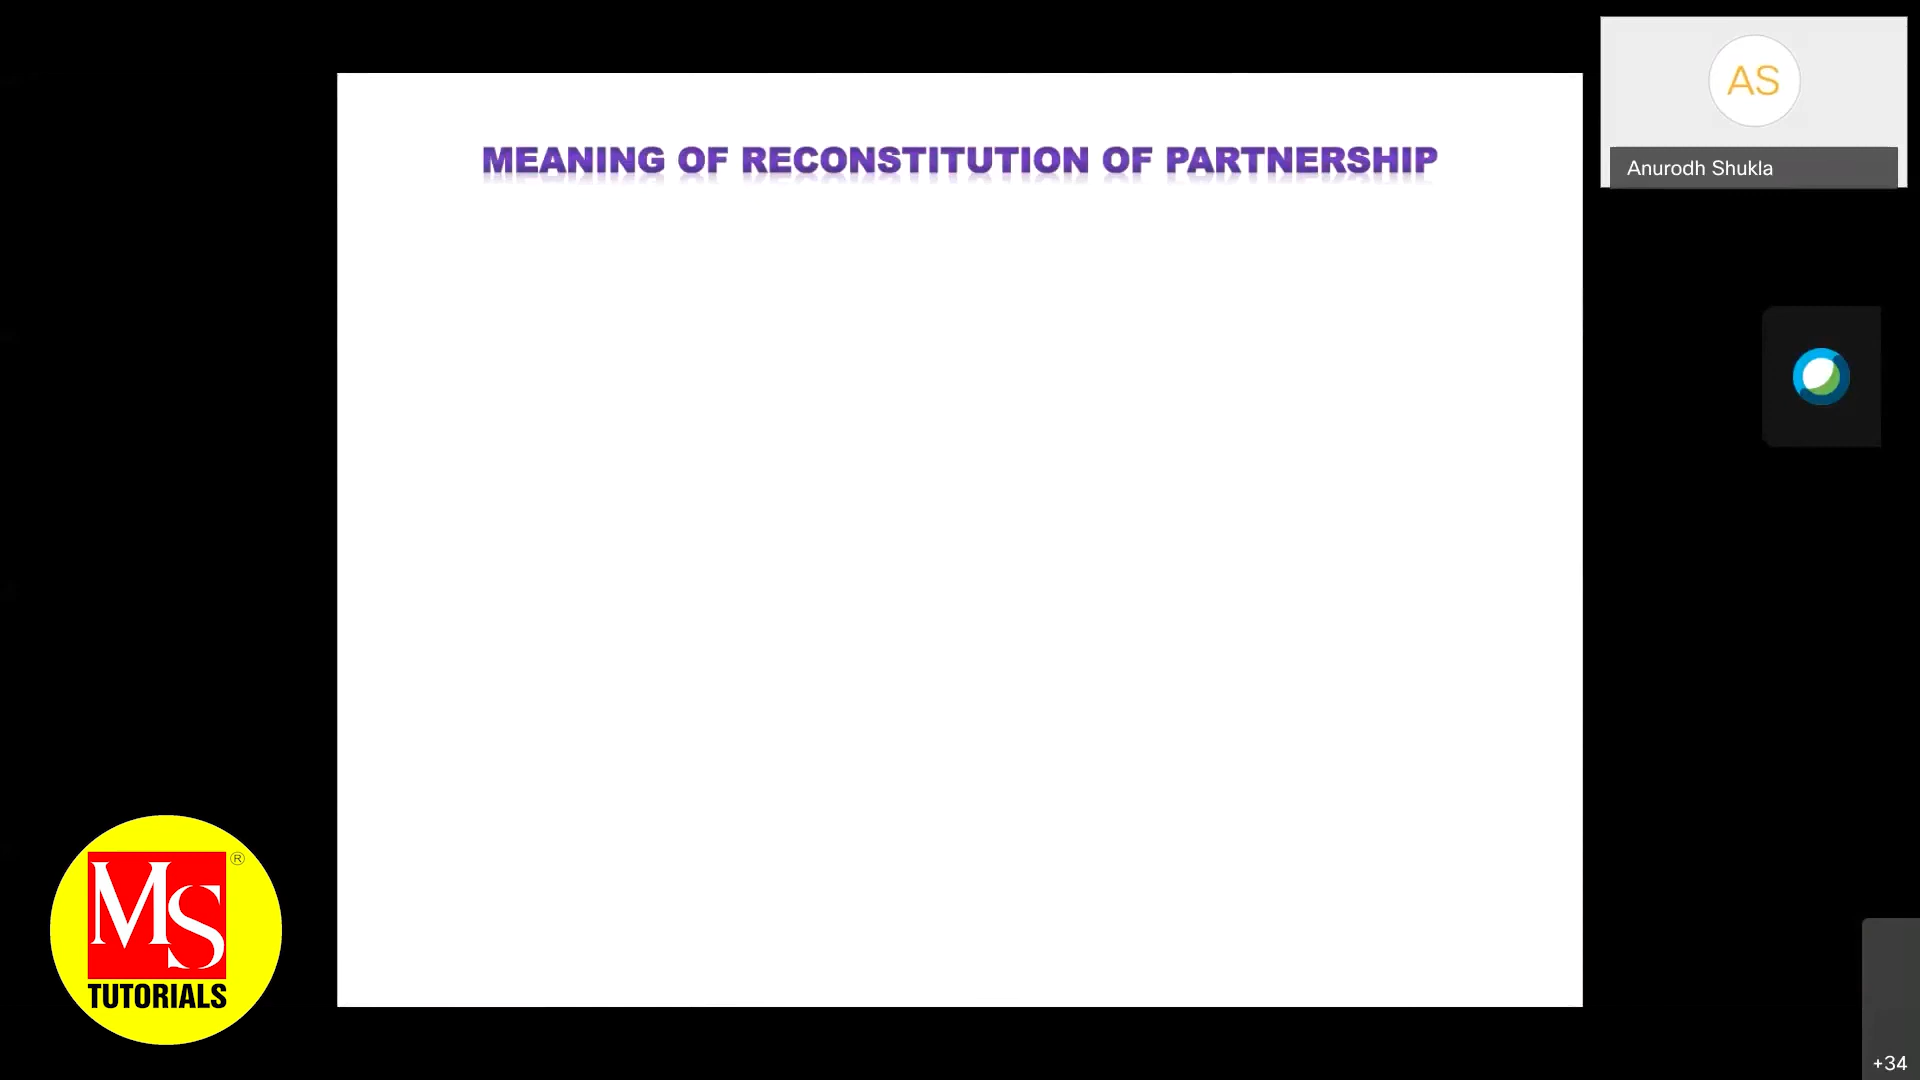 MEANING OF RECONSTITUTION OF PARTNERSHIP
AS
Anurodh Shukla
MS
®
TUTORIALS
+34